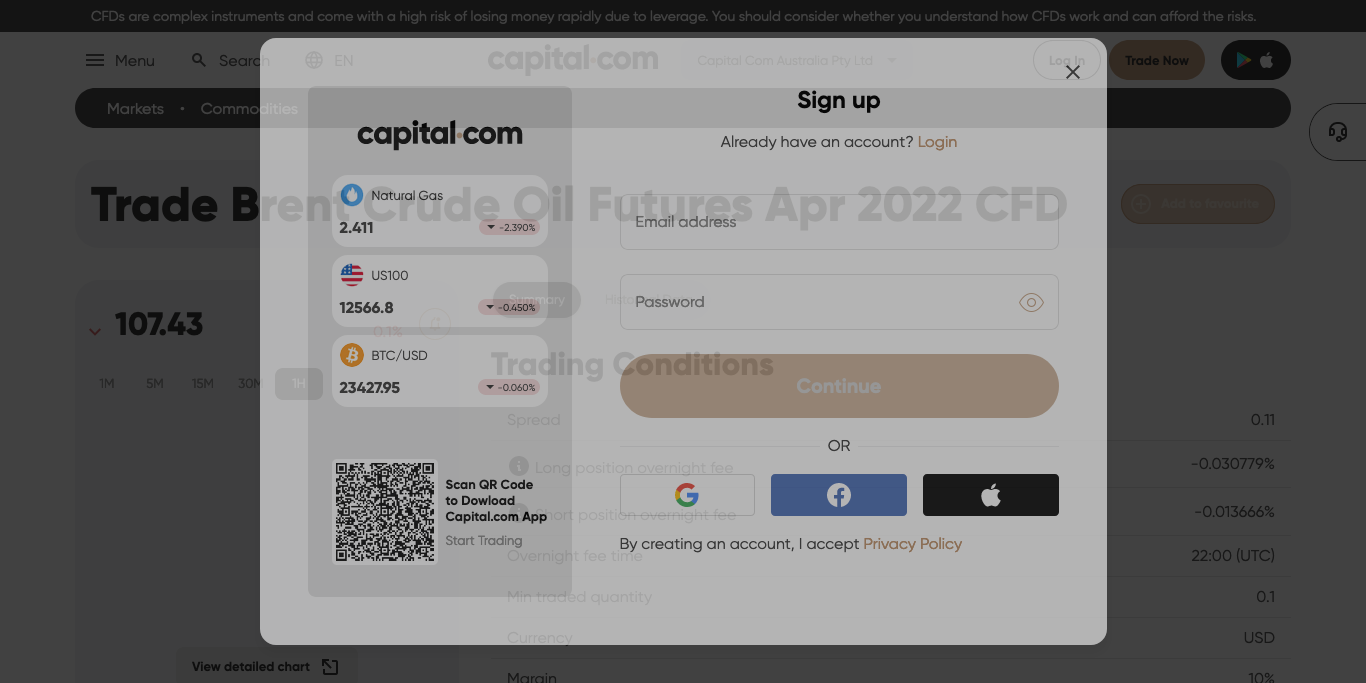 CFDs are complex instruments and come with a high risk of losing money rapidly due to leverage. You should consider whether you understand how CFDs work and can afford the risks.
Menu
Search
EN
capital.com
Capital Com Australia Pty Ltd
Log In
Trade Now
Markets • Commodities
Trade Brent Crude Oil Futures Apr 2022 CFD
Add to favourite
107.43
0.1%
1M 5M 15M 30M 1H
View detailed chart
Summary
Trading Conditions
Spread 0.11
Long position overnight fee -0.030779%
Short position overnight fee -0.013666%
Overnight fee time 22:00 (UTC)
Min traded quantity 0.1
Currency USD
Margin 10%
capital.com
Natural Gas
2.411 -2.390%
US100
12566.8 -0.450%
BTC/USD
23427.95 -0.060%
Scan QR Code
to Dowload
Capital.com App
Start Trading
Sign up
Already have an account? Login
Email address
Password
Continue
OR
By creating an account, I accept Privacy Policy